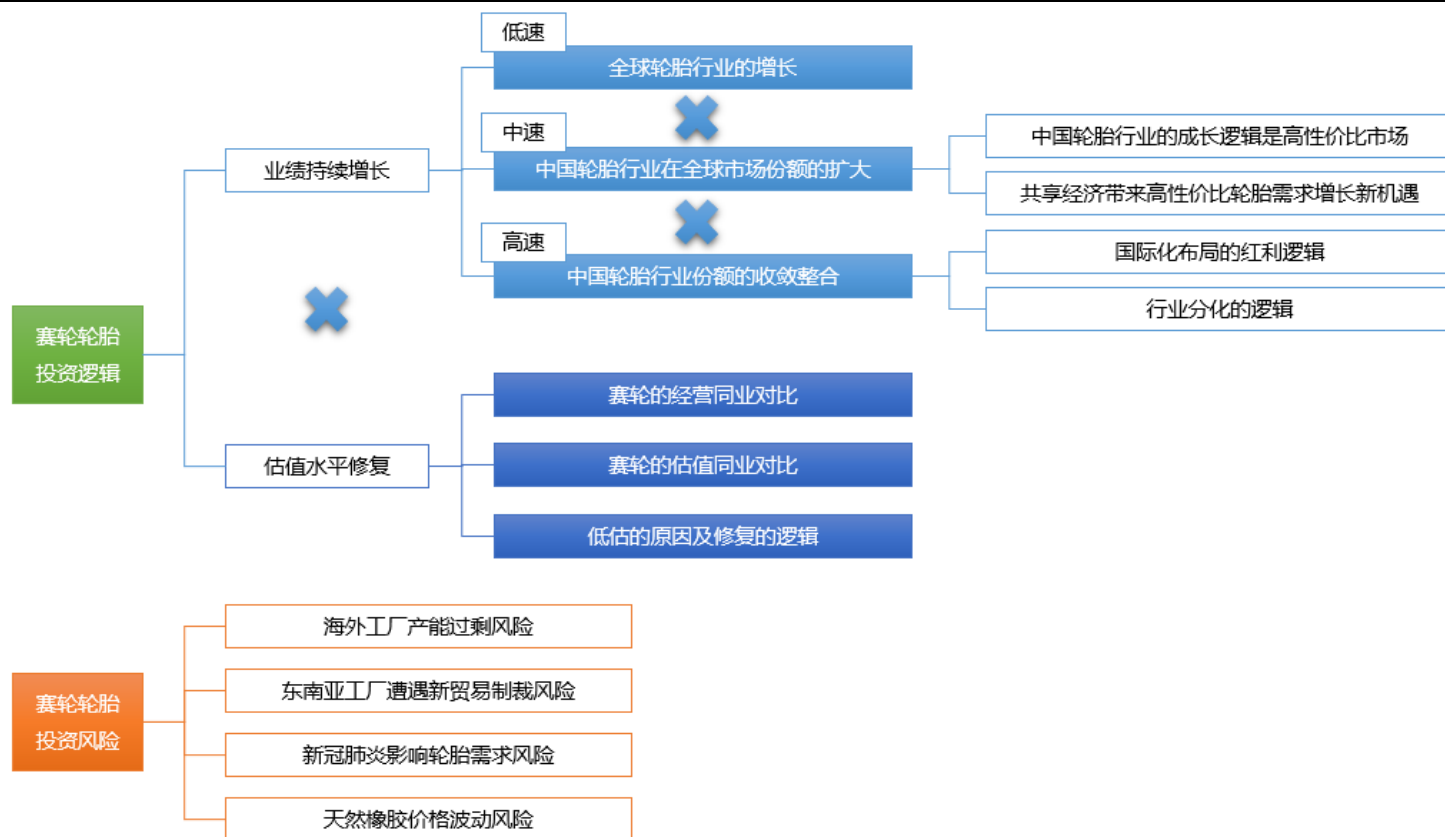 低速
全球轮胎行业的增长
中速
中国轮胎行业在全球市场份额的扩大
中国轮胎行业的成长逻辑是高性价比市场
共享经济带来高性价比轮胎需求增长新机遇
业绩持续增长
高速
中国轮胎行业份额的收敛整合
国际化布局的红利逻辑
行业分化的逻辑
赛轮轮胎
投资逻辑
赛轮的经营同业对比
估值水平修复
赛轮的估值同业对比
低估的原因及修复的逻辑
海外工厂产能过剩风险
东南亚工厂遭遇新贸易制裁风险
赛轮轮胎
投资风险
新冠肺炎影响轮胎需求风险
天然橡胶价格波动风险